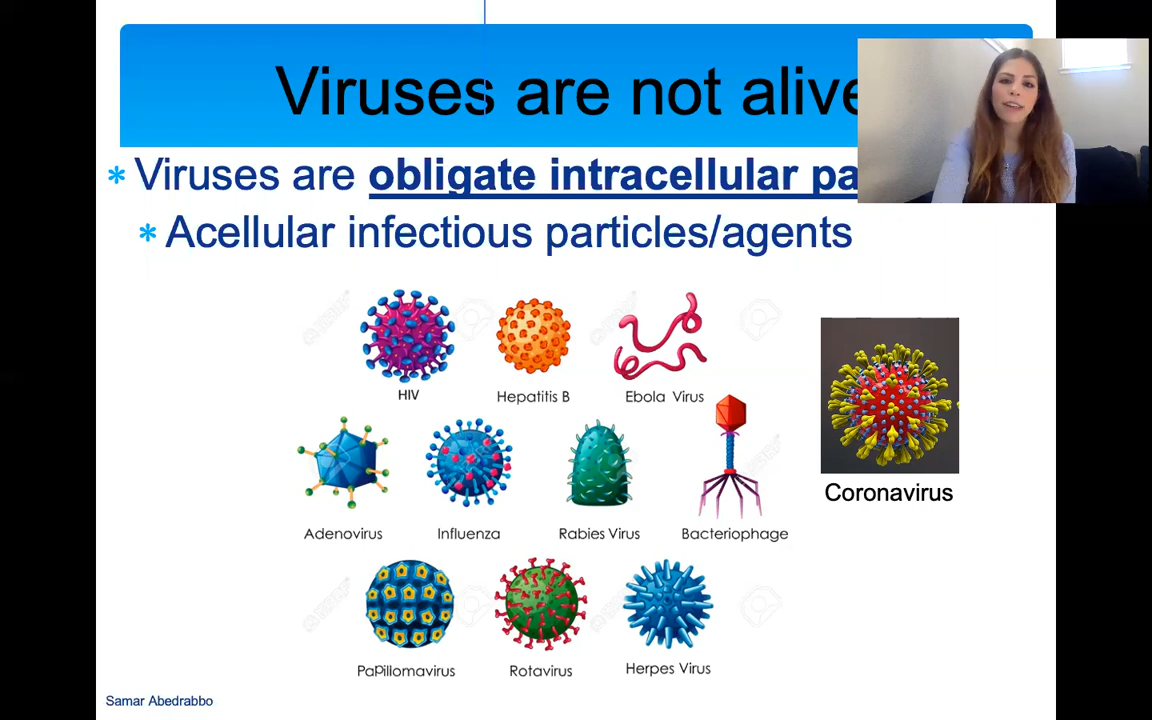 Viruses are not alive
* Viruses are obligate intracellular pa
* Acellular infectious particles/agents
HIV
Hepatitis B
Ebola Virus
Coronavirus
Adenovirus
Influenza
Rabies Virus
Bacteriophage
Papillomavirus
Rotavirus
Herpes Virus
Samar Abedrabbo